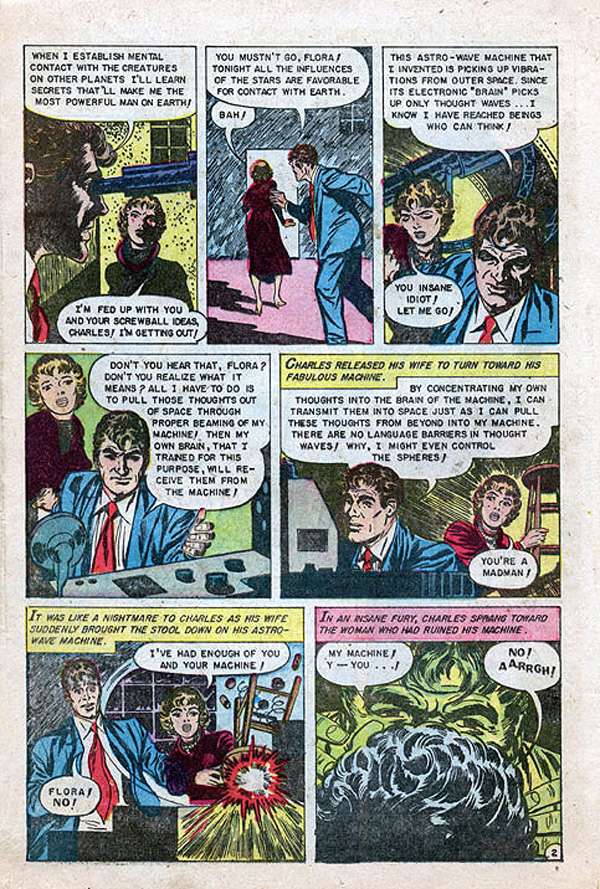 WHEN I ESTABLISH MENTAL
CONTACT WITH THE CREATURES
ON OTHER PLANETS I'LL LEARN
SECRETS THAT'LL MAKE ME THE
MOST POWERFUL MAN ON EARTH!
I'M FED UP WITH YOU
AND YOUR SCREWBALL IDEAS,
CHARLES! I'M GETTING OUT!
YOU MUSTN'T GO, FLORA!
TONIGHT ALL THE INFLUENCES
OF THE STARS ARE FAVORABLE
FOR CONTACT WITH EARTH.
BAH!
THIS ASTRO-WAVE MACHINE THAT
I INVENTED IS PICKING UP VIBRA-
TIONS FROM OUTER SPACE. SINCE
ITS ELECTRONIC "BRAIN" PICKS
UP ONLY THOUGHT WAVES...I
KNOW I HAVE REACHED BEINGS
WHO CAN THINK!
YOU INSANE
IDIOT!
LET ME GO!
DON'T YOU HEAR THAT, FLORA?
DON'T YOU REALIZE WHAT IT
MEANS? ALL I HAVE TO DO IS
TO PULL THOSE THOUGHTS OUT
OF SPACE THROUGH
PROPER BEAMING OF MY
MACHINE! THEN MY
OWN BRAIN, THAT I
TRAINED FOR THIS
PURPOSE, WILL RE-
CEIVE THEM FROM
THE MACHINE!
CHARLES RELEASED HIS WIFE TO TURN TOWARD HIS
FABULOUS MACHINE.
BY CONCENTRATING MY OWN
THOUGHTS INTO THE BRAIN OF THE MACHINE, I CAN
TRANSMIT THEM INTO SPACE JUST AS I CAN PULL
THESE THOUGHTS FROM BEYOND INTO MY MACHINE.
THERE ARE NO LANGUAGE BARRIERS IN THOUGHT
WAVES! WHY, I MIGHT EVEN CONTROL
THE SPHERES!
YOU'RE A
MADMAN!
IT WAS LIKE A NIGHTMARE TO CHARLES AS HIS WIFE
SUDDENLY BROUGHT THE STOOL DOWN ON HIS ASTRO-
WAVE MACHINE.
I'VE HAD ENOUGH OF YOU
AND YOUR MACHINE!
FLORA!
NO!
IN AN INSANE FURY, CHARLES SPRANG TOWARD
THE WOMAN WHO HAD RUINED HIS MACHINE.
MY MACHINE!
Y—YOU...!
NO!
AARRGH!
2